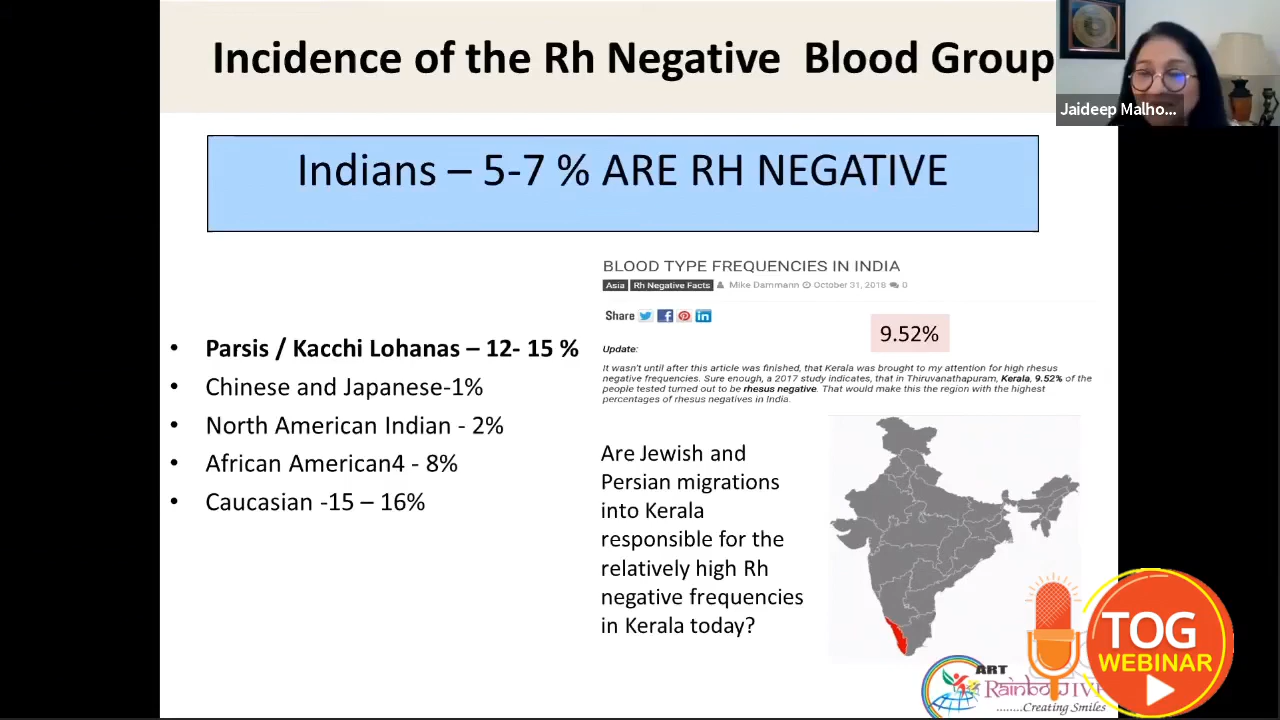 Incidence of the Rh Negative Blood Group
Jaideep Malho...
Indians – 5-7 % ARE RH NEGATIVE
BLOOD TYPE FREQUENCIES IN INDIA
Asia Rh Negative Facts Mike Dammann October 31, 2018 0
Share
9.52%
Update:
It wasn't until after this article was finished, that Kerala was brought to my attention for high rhesus
negative frequencies. Sure enough, a 2017 study indicates, that in Thiruvanathapuram, Kerala, 9.52% of the
people tested turned out to be rhesus negative. That would make this the region with the highest
percentages of rhesus negatives in India.
• Parsis / Kacchi Lohanas – 12- 15 %
• Chinese and Japanese-1%
• North American Indian - 2%
• African American4 - 8%
• Caucasian -15 – 16%
Are Jewish and
Persian migrations
into Kerala
responsible for the
relatively high Rh
negative frequencies
in Kerala today?
ART
Rainbow IVF
........Creating Smiles
TOG
WEBINAR